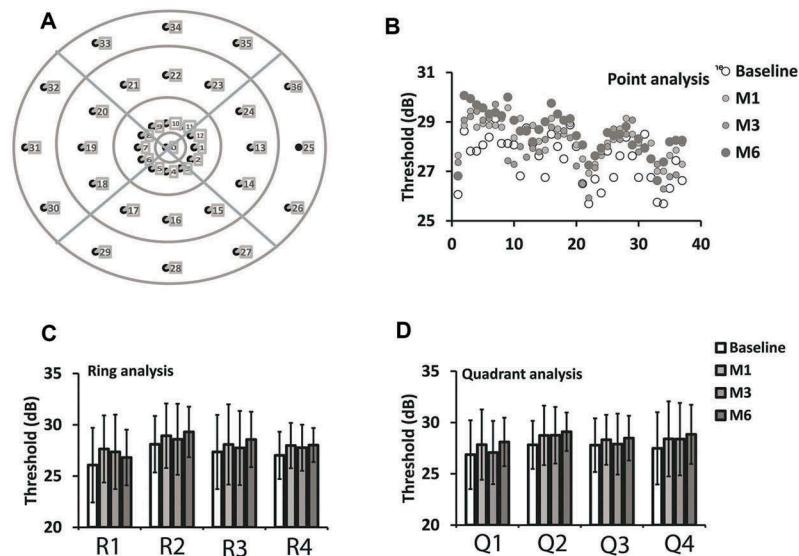 A
34
33
35
22
32
21
23
36
20
24
10
9
11
8
12
31
19
7
0
1
13
25
6
2
5
4
3
18
14
30
17
16
15
26
29
28
27
B
Threshold (dB)
31
29
27
25
0
10
20
30
40
Point analysis
Baseline
M1
M3
M6
C
Ring analysis
Threshold (dB)
35
30
25
20
R1
R2
R3
R4
D
Quadrant analysis
Threshold (dB)
35
30
25
20
Q1
Q2
Q3
Q4
Baseline
M1
M3
M6